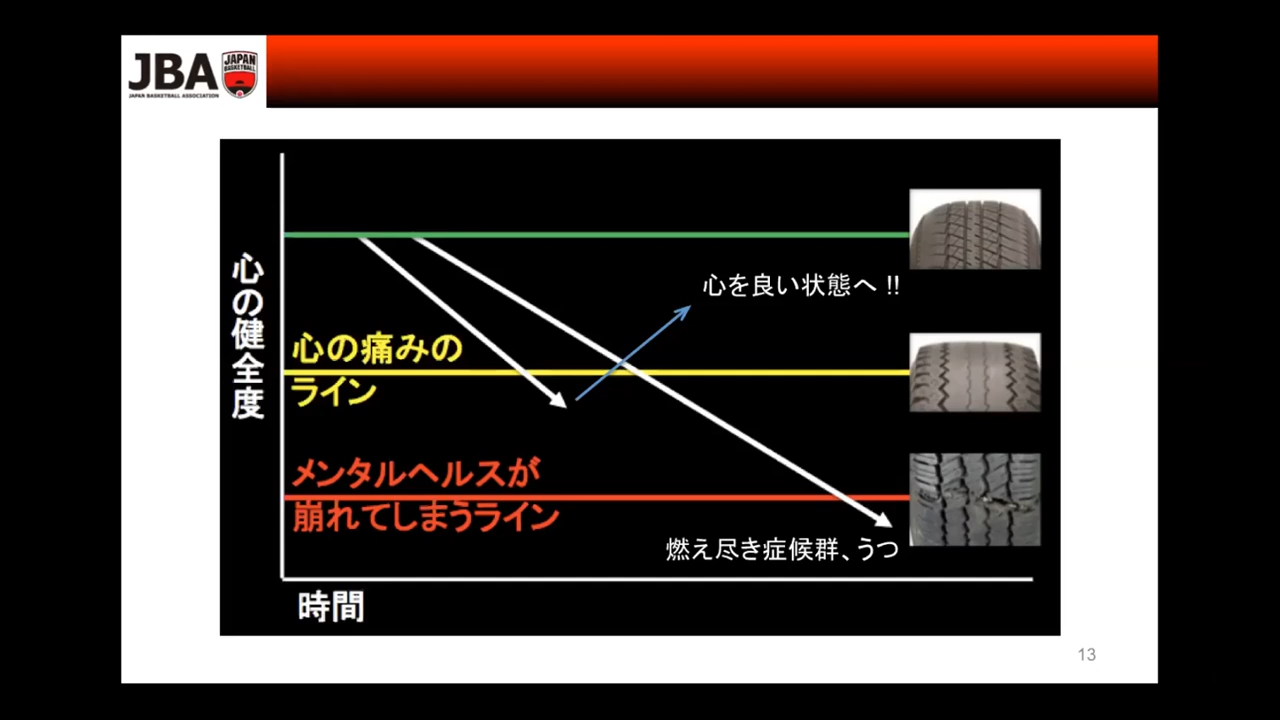 JBA
JAPAN BASKETBALL ASSOCIATION
JAPAN
BASKETBALL
心の健全度
心を良い状態へ !!
心の痛みの
ライン
メンタルヘルスが
崩れてしまうライン
燃え尽き症候群、うつ
時間
13